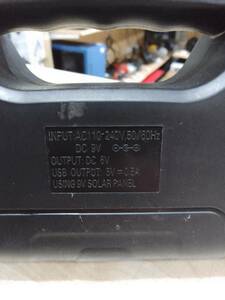 INPUT AC110-240V,50/60Hz
DC 9V
OUTPUT: DC 6V
USB OUTPUT: 5V=0.5A
USING 9V SOLAR PANEL